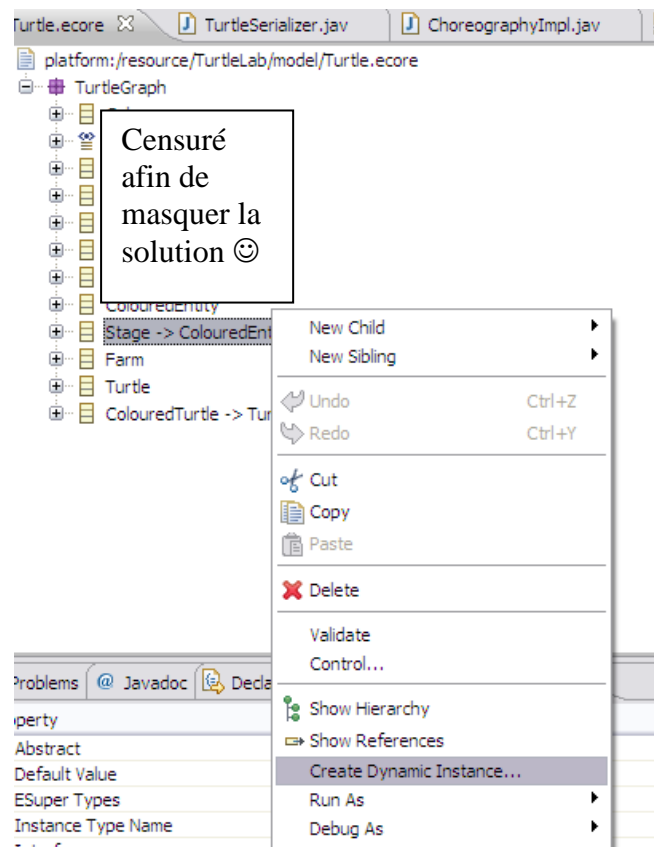 Turtle.ecore TurtleSerializer.jav ChoreographyImpl.jav
platform:/resource/TurtleLab/model/Turtle.ecore
TurtleGraph
Censuré
afin de
masquer la
solution ☺
ColouredEntity
Stage -> ColouredEnt
Farm
Turtle
ColouredTurtle -> Tur
New Child
New Sibling
Undo Ctrl+Z
Redo Ctrl+Y
Cut
Copy
Paste
Delete
Validate
Control...
Show Hierarchy
Show References
Create Dynamic Instance...
Run As
Debug As
Problems @ Javadoc Decla
perty
Abstract
Default Value
ESuper Types
Instance Type Name